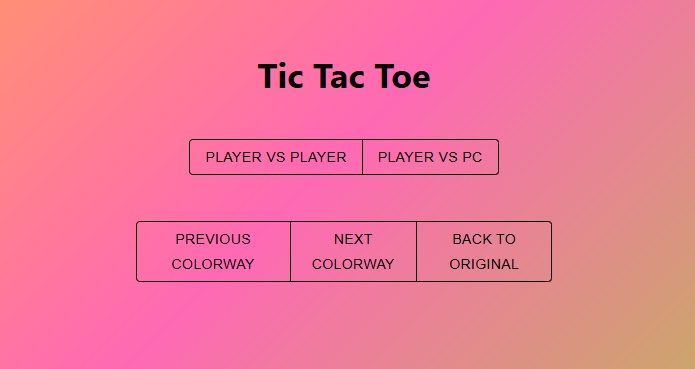 Tic Tac Toe
PLAYER VS PLAYER PLAYER VS PC
PREVIOUS COLORWAY
NEXT COLORWAY
BACK TO ORIGINAL